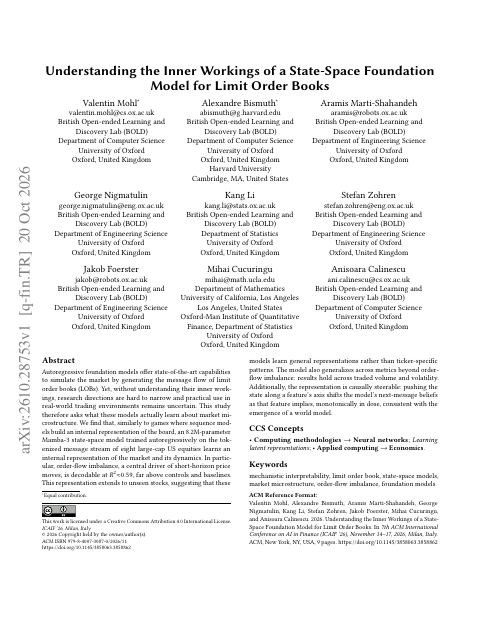 Understanding the Inner Workings of a State-Space Foundation
Model for Limit Order Books
Valentin Mohl*
valentin.mohl@cs.ox.ac.uk
British Open-ended Learning and
Discovery Lab (BOLD)
Department of Computer Science
University of Oxford
Oxford, United Kingdom
Alexandre Bismuth*
abismuth@g.harvard.edu
British Open-ended Learning and
Discovery Lab (BOLD)
Department of Computer Science
University of Oxford
Oxford, United Kingdom
Harvard University
Cambridge, MA, United States
Aramis Marti-Shahandeh
aramis@robots.ox.ac.uk
British Open-ended Learning and
Discovery Lab (BOLD)
Department of Engineering Science
University of Oxford
Oxford, United Kingdom
George Nigmatulin
george.nigmatulin@eng.ox.ac.uk
British Open-ended Learning and
Discovery Lab (BOLD)
Department of Engineering Science
University of Oxford
Oxford, United Kingdom
Kang Li
kang.li@stats.ox.ac.uk
British Open-ended Learning and
Discovery Lab (BOLD)
Department of Statistics
University of Oxford
Oxford, United Kingdom
Stefan Zohren
stefan.zohren@eng.ox.ac.uk
British Open-ended Learning and
Discovery Lab (BOLD)
Department of Engineering Science
University of Oxford
Oxford, United Kingdom
Jakob Foerster
jakob@robots.ox.ac.uk
British Open-ended Learning and
Discovery Lab (BOLD)
Department of Engineering Science
University of Oxford
Oxford, United Kingdom
Mihai Cucuringu
mihai@math.ucla.edu
Department of Mathematics
University of California, Los Angeles
Los Angeles, United States
Oxford-Man Institute of Quantitative
Finance, Department of Statistics
University of Oxford
Oxford, United Kingdom
Anisoara Calinescu
ani.calinescu@cs.ox.ac.uk
British Open-ended Learning and
Discovery Lab (BOLD)
Department of Computer Science
University of Oxford
Oxford, United Kingdom
arXiv:2610.28753v1 [q-fin.TR] 20 Oct 2026
Abstract
Autoregressive foundation models offer state-of-the-art capabilities
to simulate the market by generating the message flow of limit
order books (LOBs). Yet, without understanding their inner work-
ings, research directions are hard to narrow and practical use in
real-world trading environments remains uncertain. This study
therefore asks what these models actually learn about market mi-
crostructure. We find that, similarly to games where sequence mod-
els build an internal representation of the board, an 8.2M-parameter
Mamba-3 state-space model trained autoregressively on the tok-
enized message stream of eight large-cap US equities learns an
internal representation of the market and its dynamics. In partic-
ular, order-flow imbalance, a central driver of short-horizon price
moves, is decodable at R²=0.59, far above controls and baselines.
This representation extends to unseen stocks, suggesting that these
*Equal contribution.
This work is licensed under a Creative Commons Attribution 4.0 International License.
ICAIF '26, Milan, Italy
© 2026 Copyright held by the owner/author(s).
https://doi.org/10.1145/3858063.3858862
models learn general representations rather than ticker-specific
patterns. The model also generalizes across metrics beyond order-
flow imbalance: results hold across traded volume and volatility.
Additionally, the representation is causally steerable: pushing the
state along a feature's axis shifts the model's next-message beliefs
as that feature implies, monotonically in dose, consistent with the
emergence of a world model.
CCS Concepts
• Computing methodologies → Neural networks; Learning
latent representations; • Applied computing → Economics.
Keywords
mechanistic interpretability, limit order book, state-space models,
market microstructure, order-flow imbalance, foundation models
ACM Reference Format:
Valentin Mohl, Alexandre Bismuth, Aramis Marti-Shahandeh, George
Nigmatulin, Kang Li, Stefan Zohren, Jakob Foerster, Mihai Cucuringu,
and Anisoara Calinescu. 2026. Understanding the Inner Workings of a State-
Space Foundation Model for Limit Order Books. In 7th ACM International
Conference on AI in Finance (ICAIF '26), November 14–17, 2026, Milan, Italy.
ACM, New York, NY, USA, 9 pages. https://doi.org/10.1145/3858063.3858862